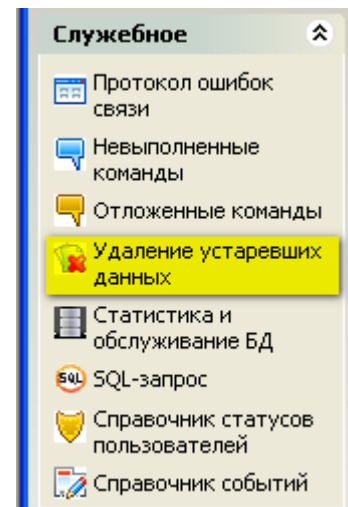 Служебное
Протокол ошибок
связи
Невыполненные
команды
Отложенные команды
Удаление устаревших
данных
Статистика и
обслуживание БД
SQL SQL-запрос
Справочник статусов
пользователей
Справочник событий